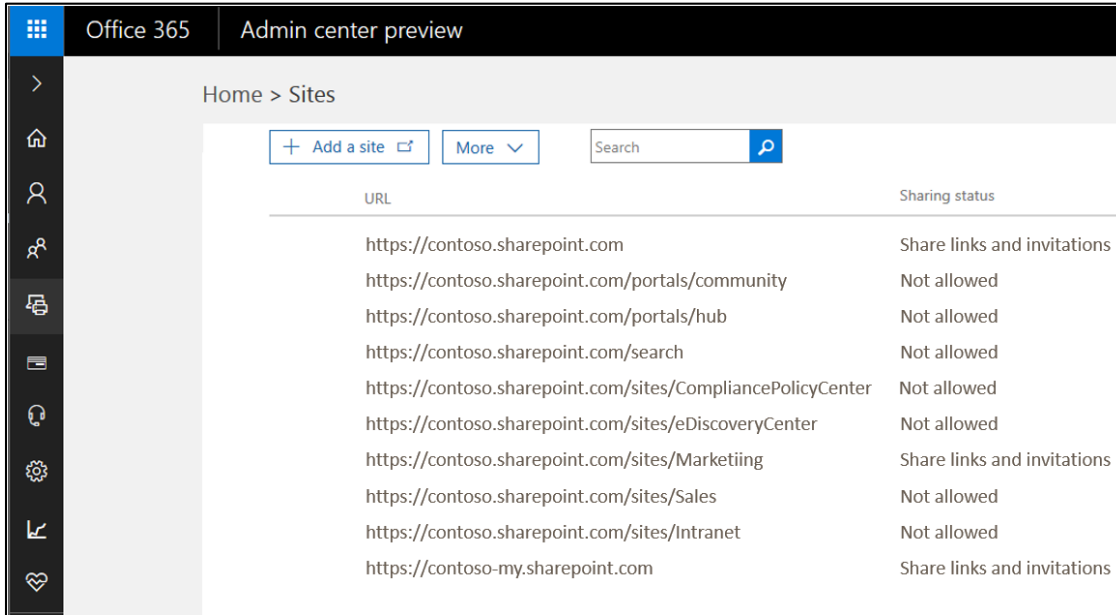 Office 365 Admin center preview
Home > Sites
+ Add a site More Search
URL Sharing status
https://contoso.sharepoint.com Share links and invitations
https://contoso.sharepoint.com/portals/community Not allowed
https://contoso.sharepoint.com/portals/hub Not allowed
https://contoso.sharepoint.com/search Not allowed
https://contoso.sharepoint.com/sites/CompliancePolicyCenter Not allowed
https://contoso.sharepoint.com/sites/eDiscoveryCenter Not allowed
https://contoso.sharepoint.com/sites/Marketiing Share links and invitations
https://contoso.sharepoint.com/sites/Sales Not allowed
https://contoso.sharepoint.com/sites/Intranet Not allowed
https://contoso-my.sharepoint.com Share links and invitations